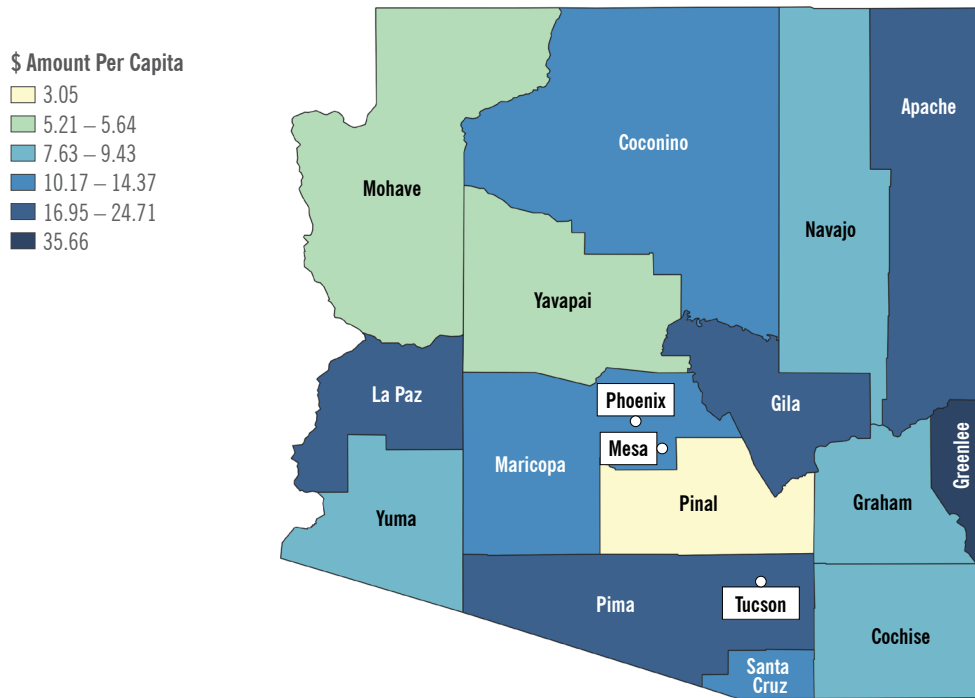 $ Amount Per Capita
3.05
5.21 – 5.64
7.63 – 9.43
10.17 – 14.37
16.95 – 24.71
35.66
Apache
Coconino
Mohave
Navajo
Yavapai
La Paz
Phoenix
Gila
Mesa
Greenlee
Maricopa
Pinal
Graham
Yuma
Pima
Tucson
Cochise
Santa
Cruz